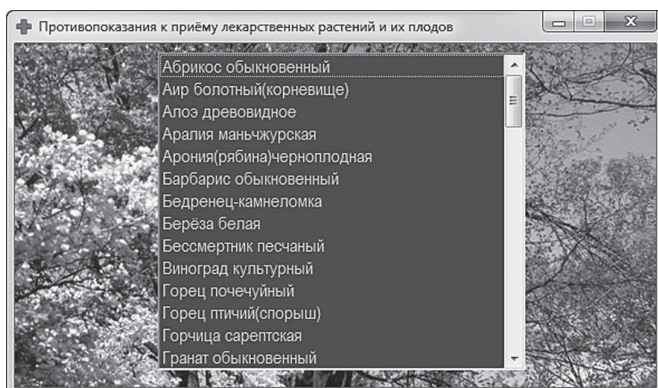 Противопоказания к приёму лекарственных растений и их плодов
Абрикос обыкновенный
Аир болотный(корневище)
Алоэ древовидное
Аралия маньчжурская
Арония(рябина)черноплодная
Барбарис обыкновенный
Бедренец-камнеломка
Берёза белая
Бессмертник песчаный
Виноград культурный
Горец почечуйный
Горец птичий(спорыш)
Горчица сарептская
Гранат обыкновенный